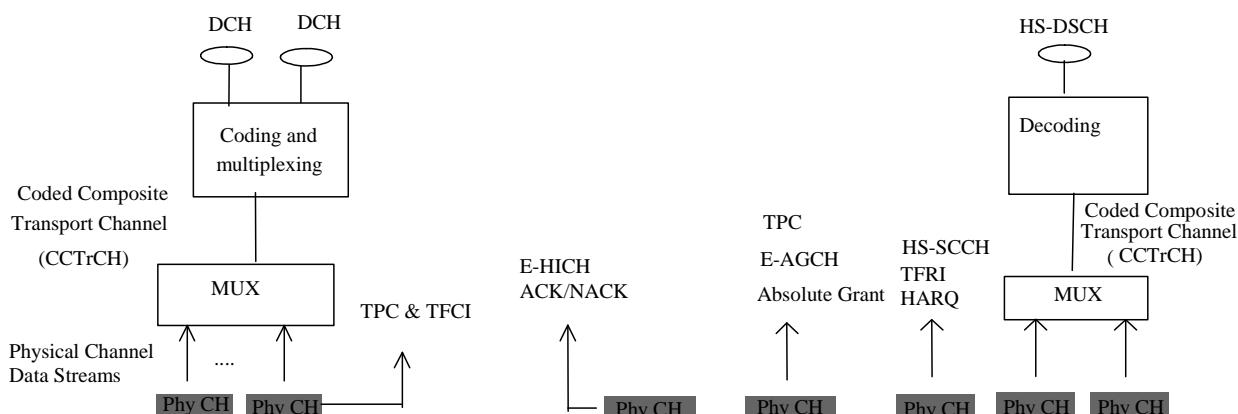 DCH
DCH
HS-DSCH
Coding and
multiplexing
Decoding
Coded Composite
Transport Channel
(CCTrCH)
Coded Composite
Transport Channel
( CCTrCH)
MUX
TPC & TFCI
E-HICH
ACK/NACK
TPC
E-AGCH
Absolute Grant
HS-SCCH
TFRI
HARQ
MUX
Physical Channel
Data Streams
....
Phy CH
Phy CH
Phy CH
Phy CH
Phy CH
Phy CH
Phy CH